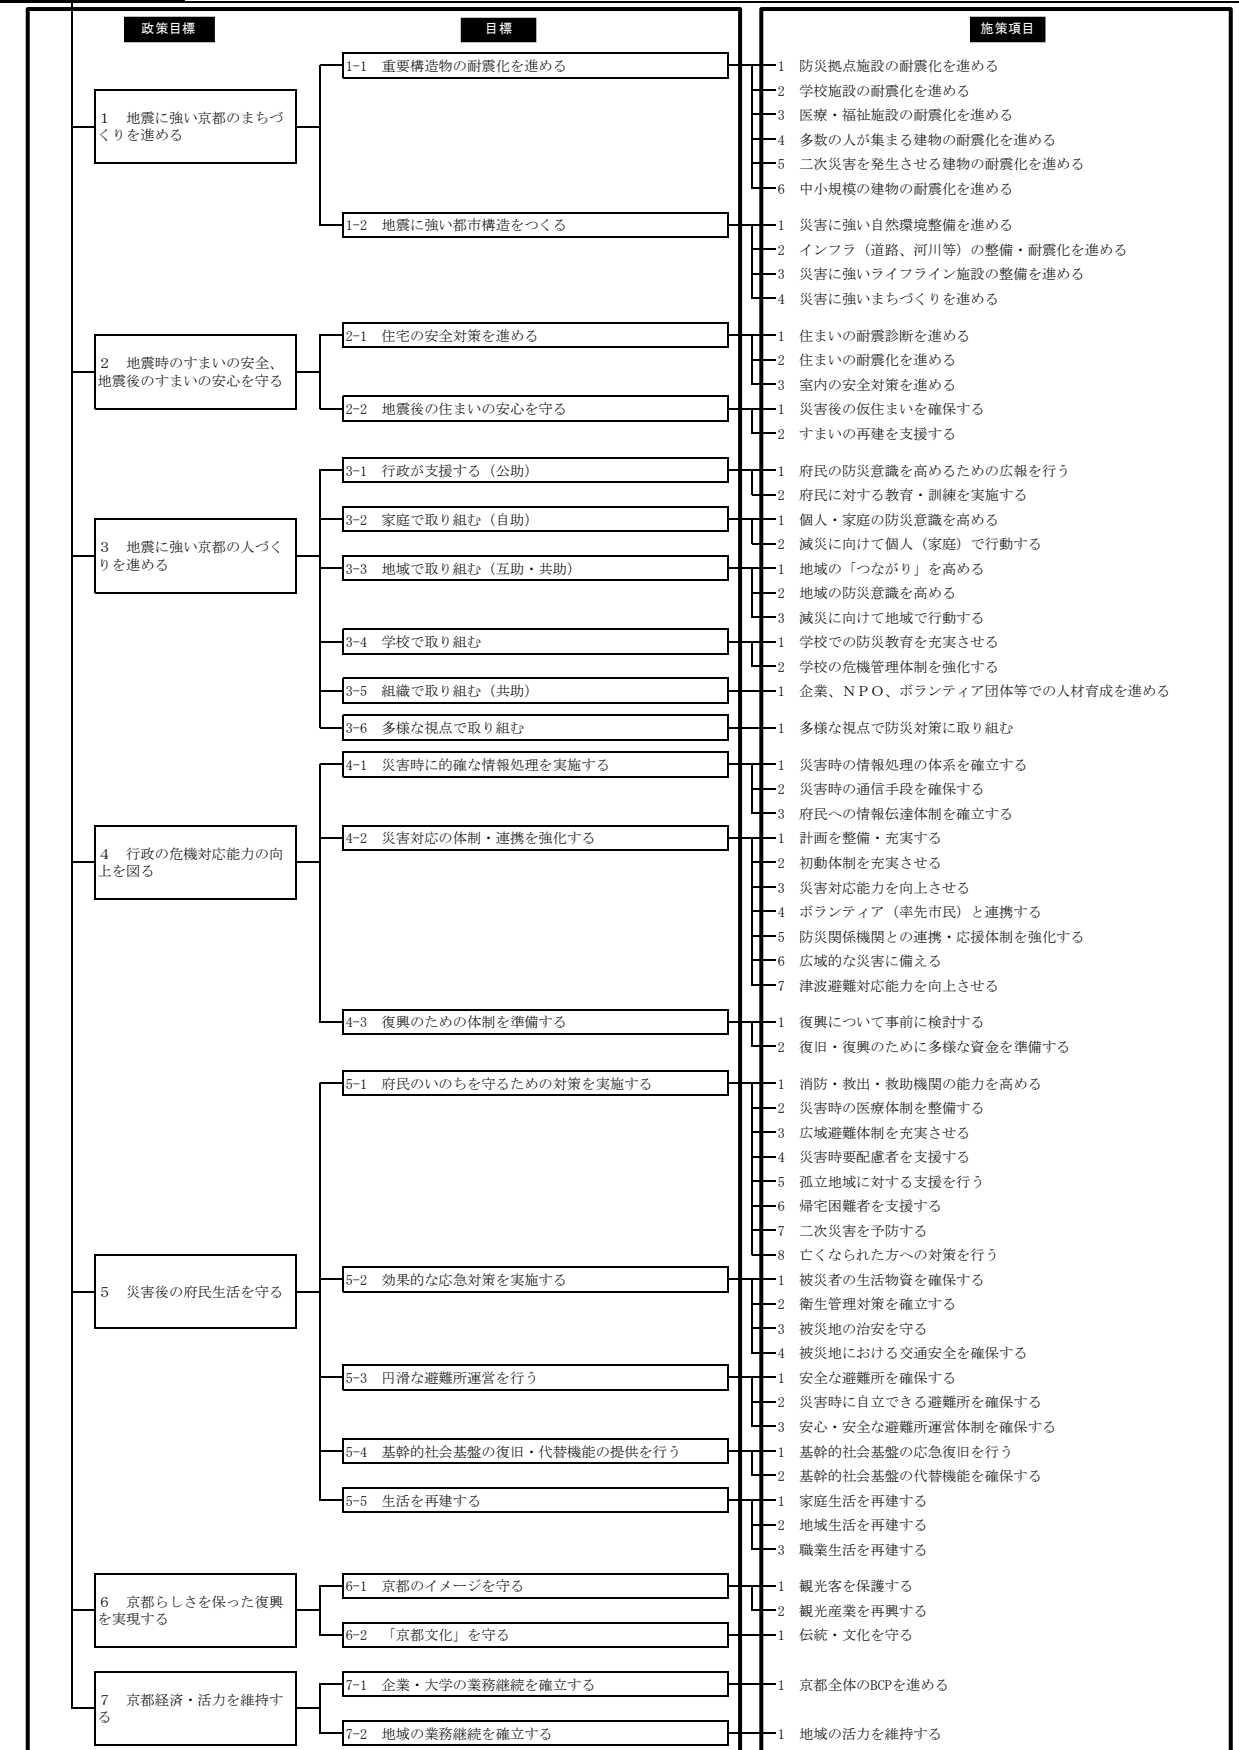 政策目標
目標
施策項目
1　地震に強い京都のまちづ
くりを進める
1-1　重要構造物の耐震化を進める
1　防災拠点施設の耐震化を進める
2　学校施設の耐震化を進める
3　医療・福祉施設の耐震化を進める
4　多数の人が集まる建物の耐震化を進める
5　二次災害を発生させる建物の耐震化を進める
6　中小規模の建物の耐震化を進める
1-2　地震に強い都市構造をつくる
1　災害に強い自然環境整備を進める
2　インフラ（道路、河川等）の整備・耐震化を進める
3　災害に強いライフライン施設の整備を進める
4　災害に強いまちづくりを進める
2　地震時のすまいの安全、
地震後のすまいの安心を守る
2-1　住宅の安全対策を進める
1　住まいの耐震診断を進める
2　住まいの耐震化を進める
3　室内の安全対策を進める
2-2　地震後の住まいの安心を守る
1　災害後の仮住まいを確保する
2　すまいの再建を支援する
3　地震に強い京都の人づく
りを進める
3-1　行政が支援する（公助）
1　府民の防災意識を高めるための広報を行う
2　府民に対する教育・訓練を実施する
3-2　家庭で取り組む（自助）
1　個人・家庭の防災意識を高める
2　減災に向けて個人（家庭）で行動する
3-3　地域で取り組む（互助・共助）
1　地域の「つながり」を高める
2　地域の防災意識を高める
3　減災に向けて地域で行動する
3-4　学校で取り組む
1　学校での防災教育を充実させる
2　学校の危機管理体制を強化する
3-5　組織で取り組む（共助）
1　企業、ＮＰＯ、ボランティア団体等での人材育成を進める
3-6　多様な視点で取り組む
1　多様な視点で防災対策に取り組む
4　行政の危機対応能力の向
上を図る
4-1　災害時に的確な情報処理を実施する
1　災害時の情報処理の体系を確立する
2　災害時の通信手段を確保する
3　府民への情報伝達体制を確立する
4-2　災害対応の体制・連携を強化する
1　計画を整備・充実する
2　初動体制を充実させる
3　災害対応能力を向上させる
4　ボランティア（率先市民）と連携する
5　防災関係機関との連携・応援体制を強化する
6　広域的な災害に備える
7　津波避難対応能力を向上させる
4-3　復興のための体制を準備する
1　復興について事前に検討する
2　復旧・復興のために多様な資金を準備する
5　災害後の府民生活を守る
5-1　府民のいのちを守るための対策を実施する
1　消防・救出・救助機関の能力を高める
2　災害時の医療体制を整備する
3　広域避難体制を充実させる
4　災害時要配慮者を支援する
5　孤立地域に対する支援を行う
6　帰宅困難者を支援する
7　二次災害を予防する
8　亡くなられた方への対策を行う
5-2　効果的な応急対策を実施する
1　被災者の生活物資を確保する
2　衛生管理対策を確立する
3　被災地の治安を守る
4　被災地における交通安全を確保する
5-3　円滑な避難所運営を行う
1　安全な避難所を確保する
2　災害時に自立できる避難所を確保する
3　安心・安全な避難所運営体制を確保する
5-4　基幹的社会基盤の復旧・代替機能の提供を行う
1　基幹的社会基盤の応急復旧を行う
2　基幹的社会基盤の代替機能を確保する
5-5　生活を再建する
1　家庭生活を再建する
2　地域生活を再建する
3　職業生活を再建する
6　京都らしさを保った復興
を実現する
6-1　京都のイメージを守る
1　観光客を保護する
2　観光産業を再興する
6-2　「京都文化」を守る
1　伝統・文化を守る
7　京都経済・活力を維持す
る
7-1　企業・大学の業務継続を確立する
1　京都全体のBCPを進める
7-2　地域の業務継続を確立する
1　地域の活力を維持する